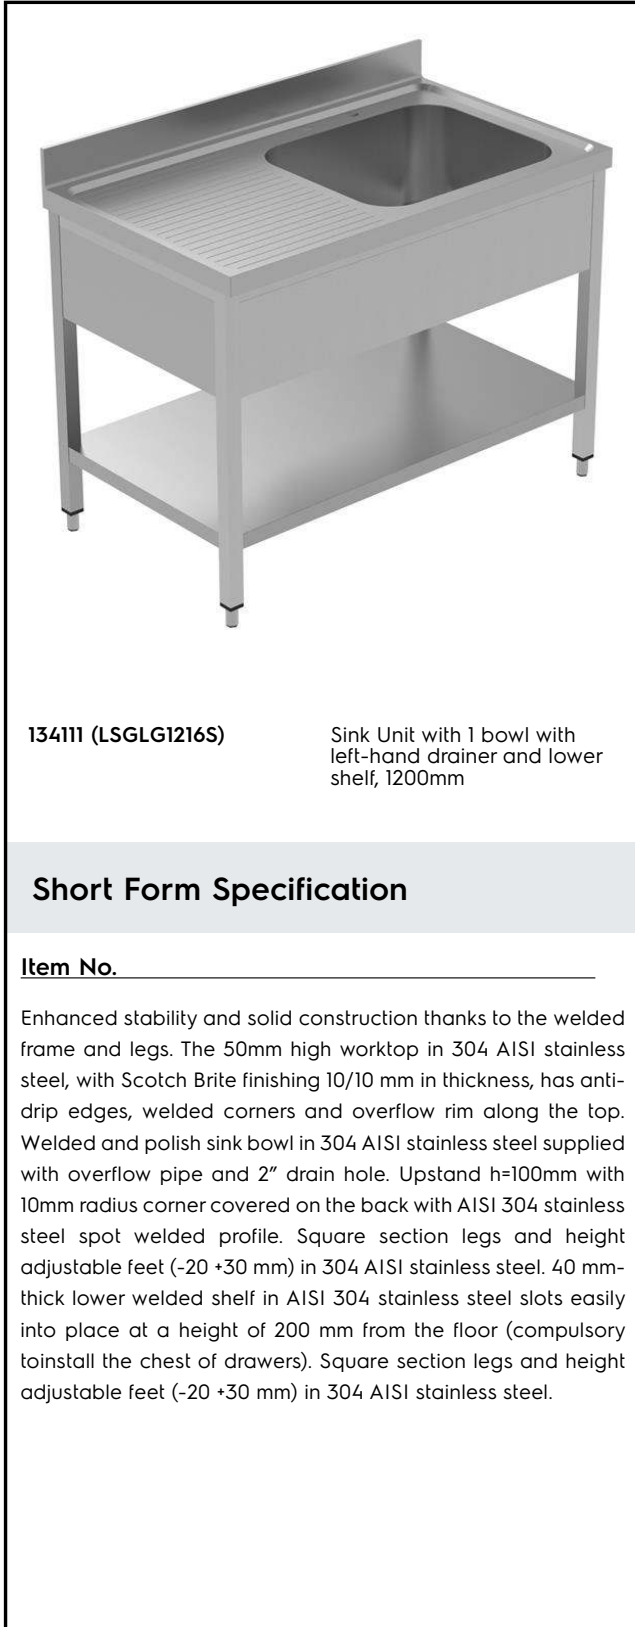 134111 (LSGLG1216S)
Sink Unit with 1 bowl with
left-hand drainer and lower
shelf, 1200mm
Short Form Specification
Item No.
Enhanced stability and solid construction thanks to the welded
frame and legs. The 50mm high worktop in 304 AISI stainless
steel, with Scotch Brite finishing 10/10 mm in thickness, has anti-
drip edges, welded corners and overflow rim along the top.
Welded and polish sink bowl in 304 AISI stainless steel supplied
with overflow pipe and 2″ drain hole. Upstand h=100mm with
10mm radius corner covered on the back with AISI 304 stainless
steel spot welded profile. Square section legs and height
adjustable feet (-20 +30 mm) in 304 AISI stainless steel. 40 mm-
thick lower welded shelf in AISI 304 stainless steel slots easily
into place at a height of 200 mm from the floor (compulsory
toinstall the chest of drawers). Square section legs and height
adjustable feet (-20 +30 mm) in 304 AISI stainless steel.